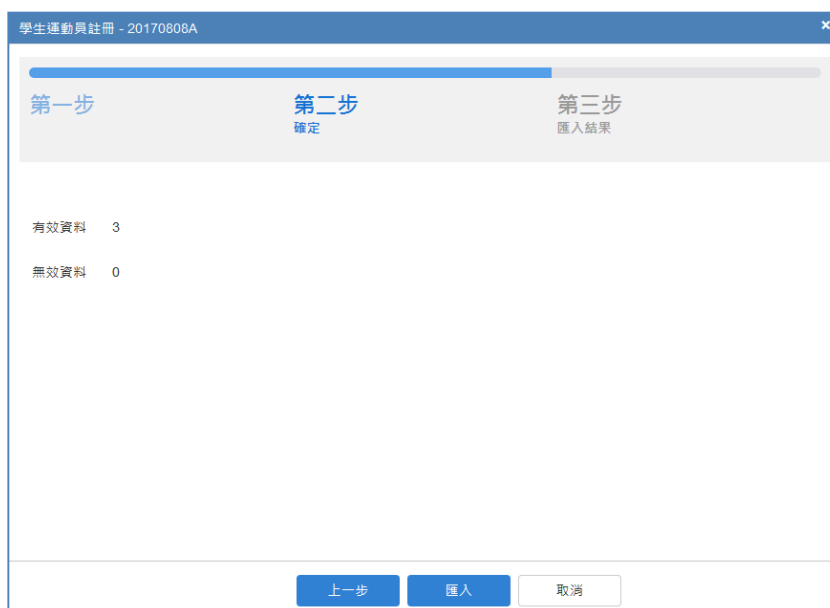 學生運動員註冊 - 20170808A ×
第一步 第二步 第三步
確定 匯入結果
有效資料 3
無效資料 0
上一步 匯入 取消